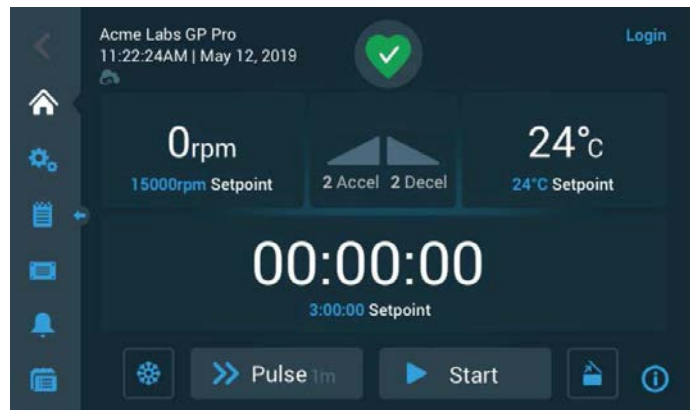 Acme Labs GP Pro
Login
11:22:24AM | May 12, 2019
0rpm
24°C
15000rpm Setpoint
2 Accel 2 Decel
24°C Setpoint
00:00:00
3:00:00 Setpoint
Pulse 1m
Start